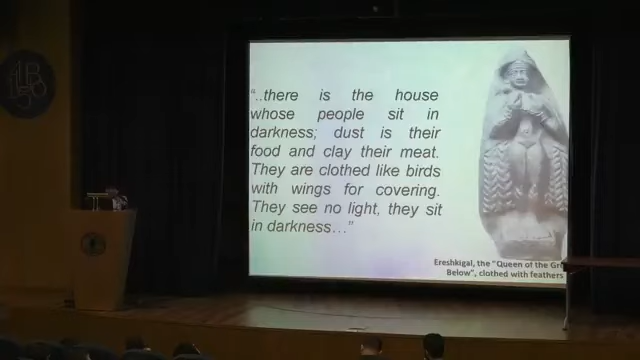 “..there is the house
whose people sit in
darkness; dust is their
food and clay their meat.
They are clothed like birds
with wings for covering.
They see no light, they sit
in darkness…”
Ereshkigal, the "Queen of the
Below", clothed with feathers